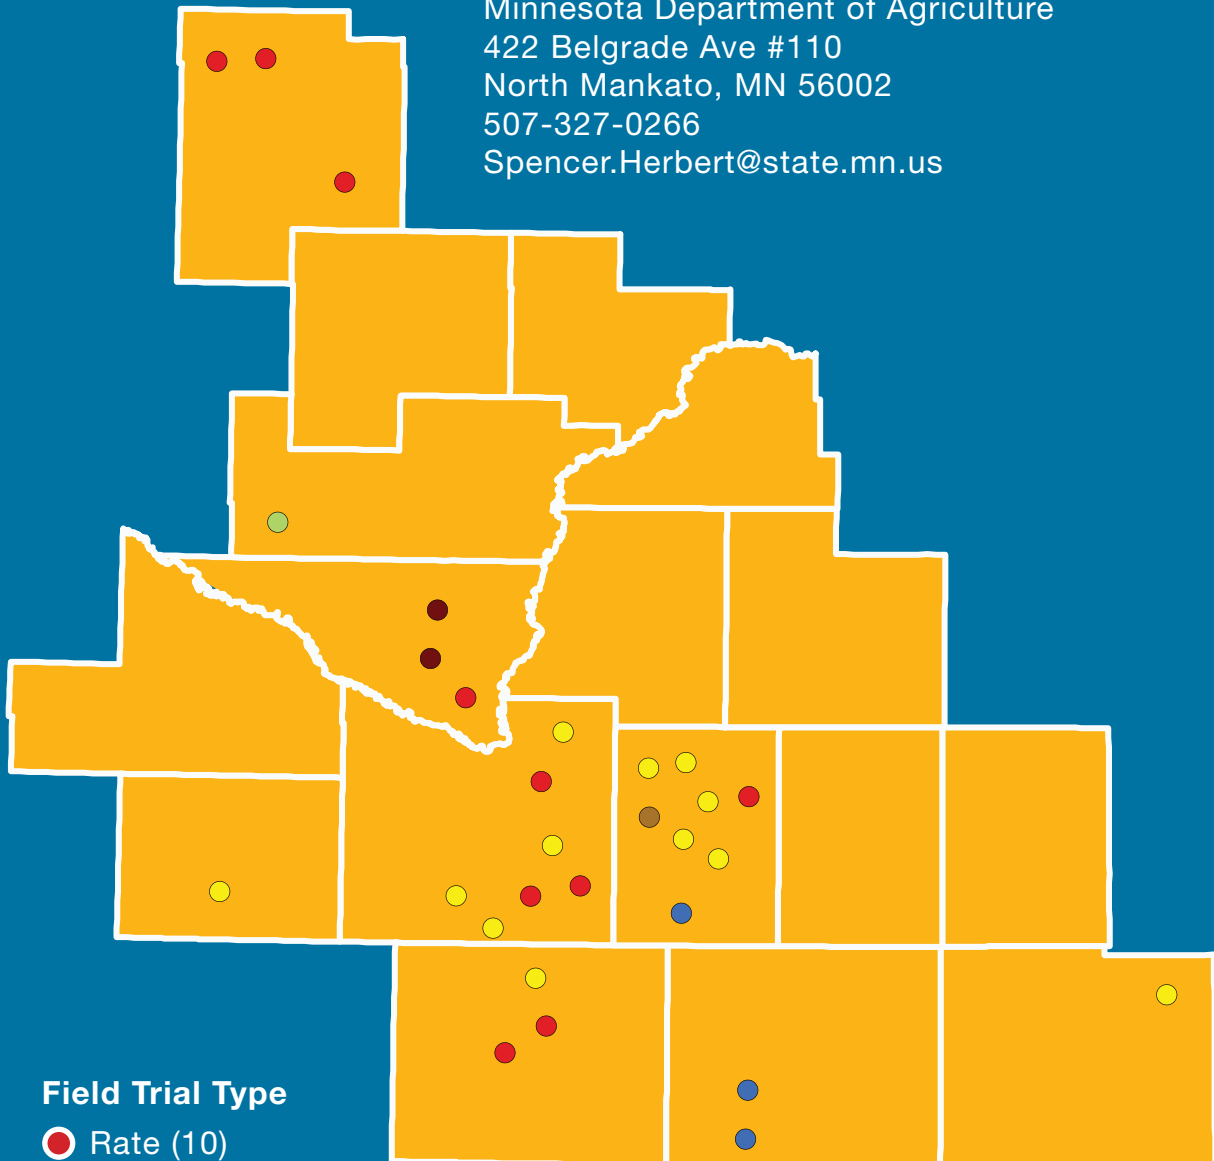 Minnesota Department of Agriculture
422 Belgrade Ave #110
North Mankato, MN 56002
507-327-0266
Spencer.Herbert@state.mn.us
Field Trial Type
Rate (10)